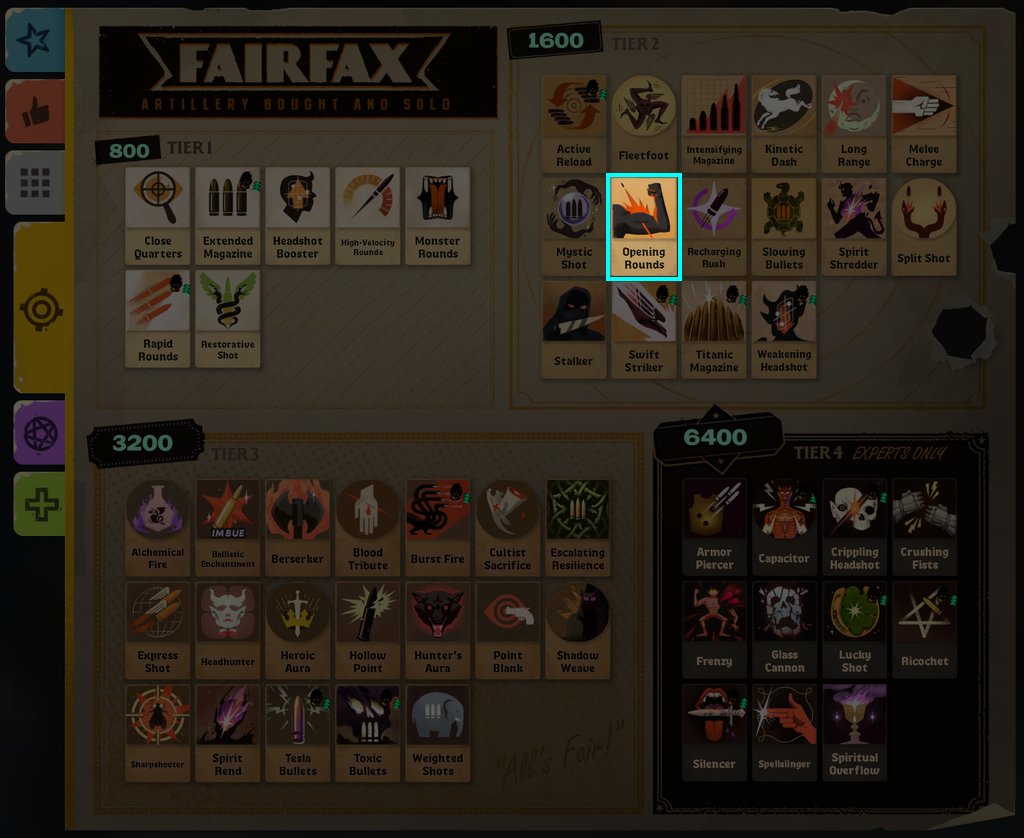 FAIRFAX
ARTILLERY BOUGHT AND SOLD
800 TIER 1
Close Quarters
Extended Magazine
Headshot Booster
High-Velocity Rounds
Monster Rounds
Rapid Rounds
Restorative Shot
1600 TIER 2
Active Reload
Fleetfoot
Intensifying Magazine
Kinetic Dash
Long Range
Melee Charge
Mystic Shot
Opening Rounds
Recharging Rush
Slowing Bullets
Spirit Shredder
Split Shot
Stalker
Swift Striker
Titanic Magazine
Weakening Headshot
3200 TIER 3
Alchemical Fire
IMBUE
Ballistic Enchantment
Berserker
Blood Tribute
Burst Fire
Cultist Sacrifice
Escalating Resilience
Express Shot
Headhunter
Heroic Aura
Hollow Point
Hunter's Aura
Point Blank
Shadow Weave
Sharpshooter
Spirit Rend
Tesla Bullets
Toxic Bullets
Weighted Shots
"All's Fair!"
6400 TIER 4 EXPERTS ONLY
Armor Piercer
Capacitor
Crippling Headshot
Crushing Fists
Frenzy
Glass Cannon
Lucky Shot
Ricochet
Silencer
Spellslinger
Spiritual Overflow